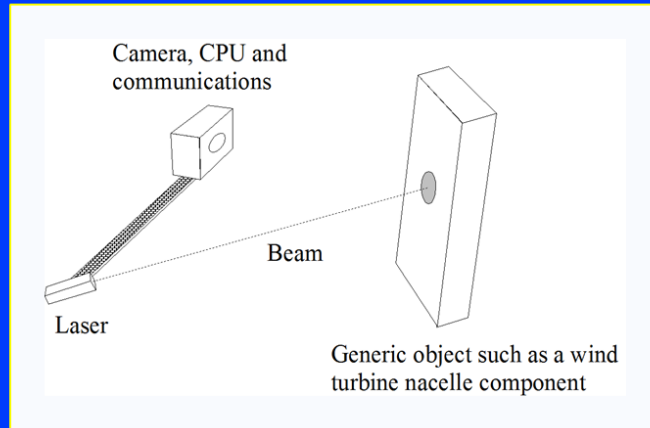 Camera, CPU and
communications
Beam
Laser
Generic object such as a wind
turbine nacelle component